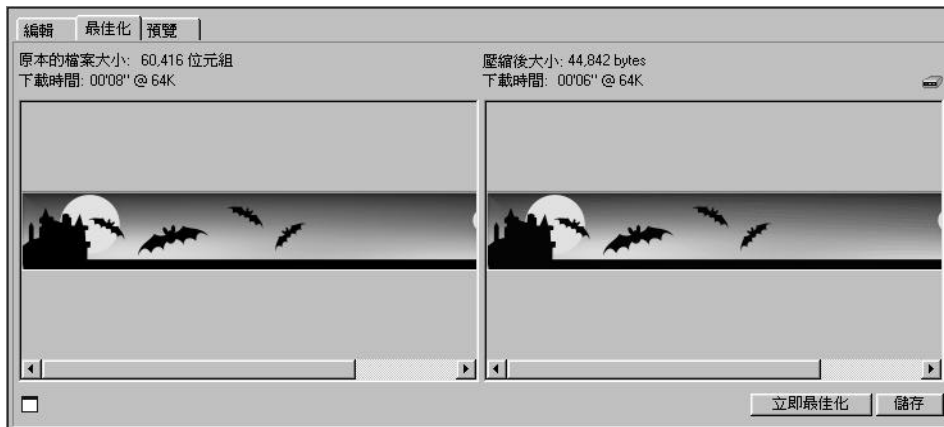 編輯 最佳化 預覽
原本的檔案大小: 60,416 位元組
下載時間: 00'08" @ 64K
壓縮後大小: 44,842 bytes
下載時間: 00'06" @ 64K
立即最佳化 儲存